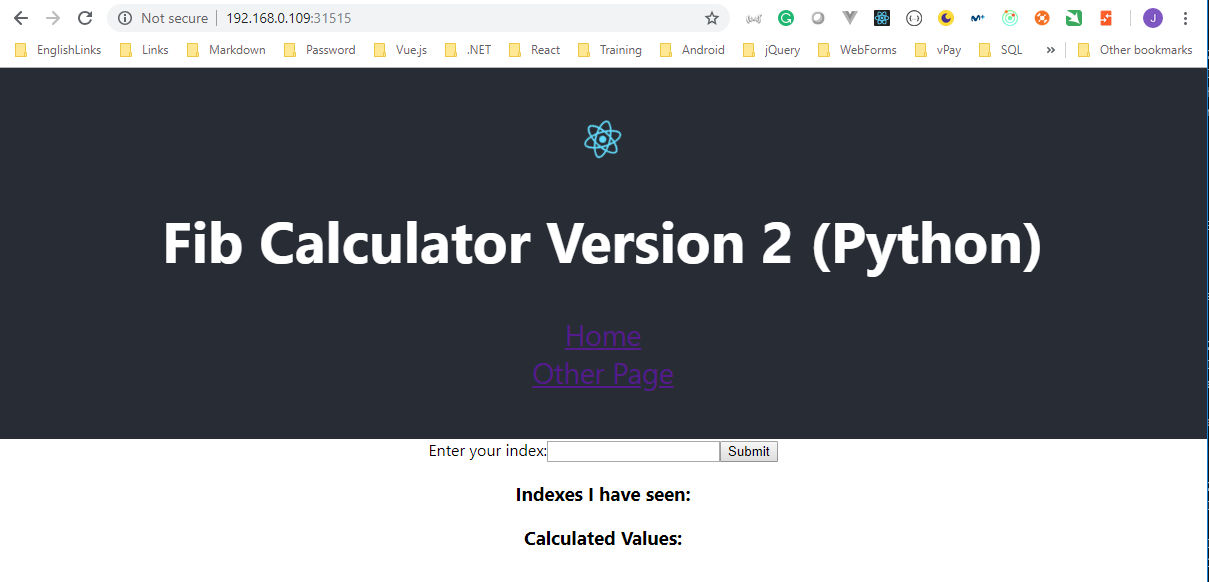 Not secure 192.168.0.109:31515
J
EnglishLinks Links Markdown Password Vue.js .NET React Training Android jQuery WebForms vPay SQL » Other bookmarks
Fib Calculator Version 2 (Python)
Home
Other Page
Enter your index: Submit
Indexes I have seen:
Calculated Values: